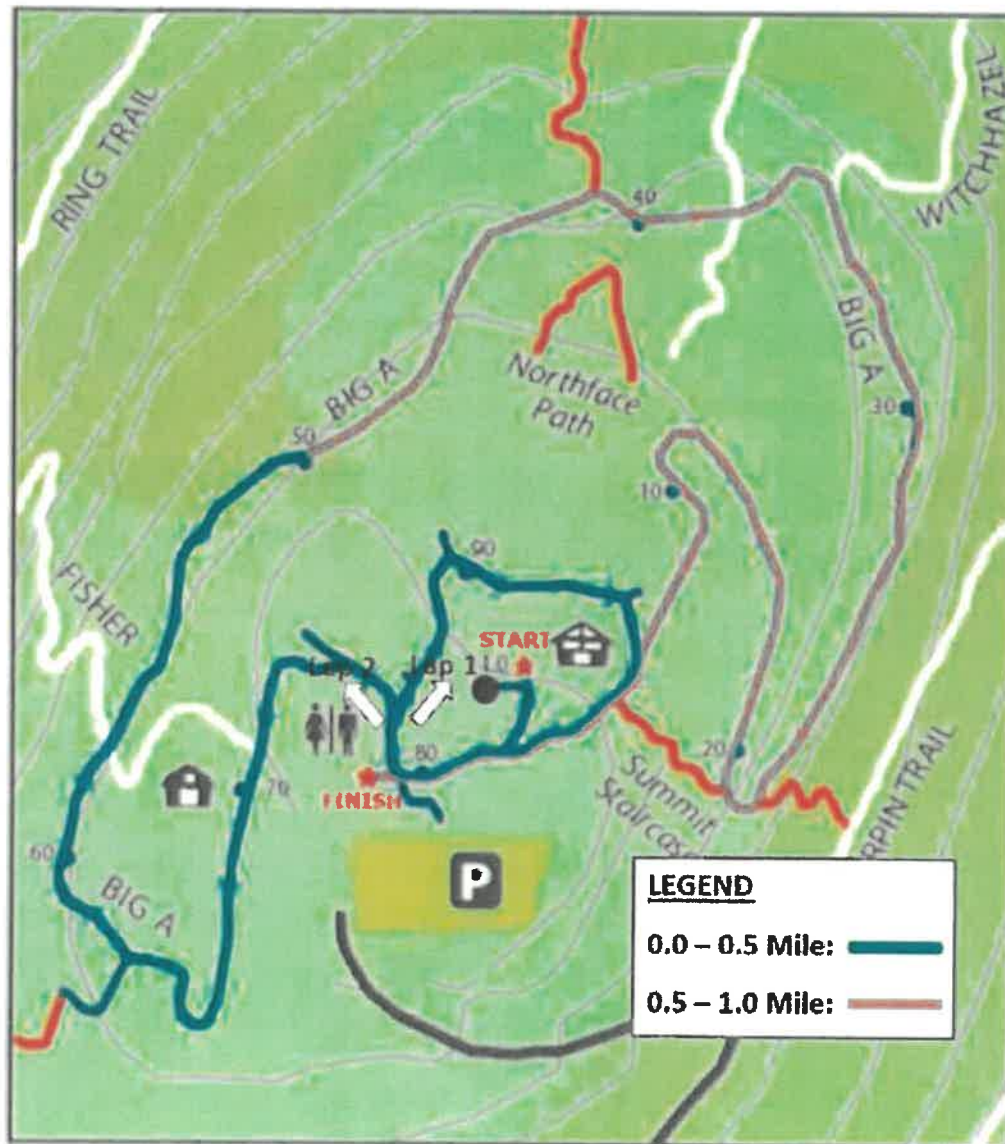 RING TRAIL
WITCHHAZEL
40
BIG A
BIG A
30
Northface
Path
50
10
FISHER
90
START
Lap 2
Lap 1
80
20
70
FINISH
Summit
Staircase
60
BIG A
P
RPIN TRAIL
LEGEND
0.0 – 0.5 Mile:
0.5 – 1.0 Mile: